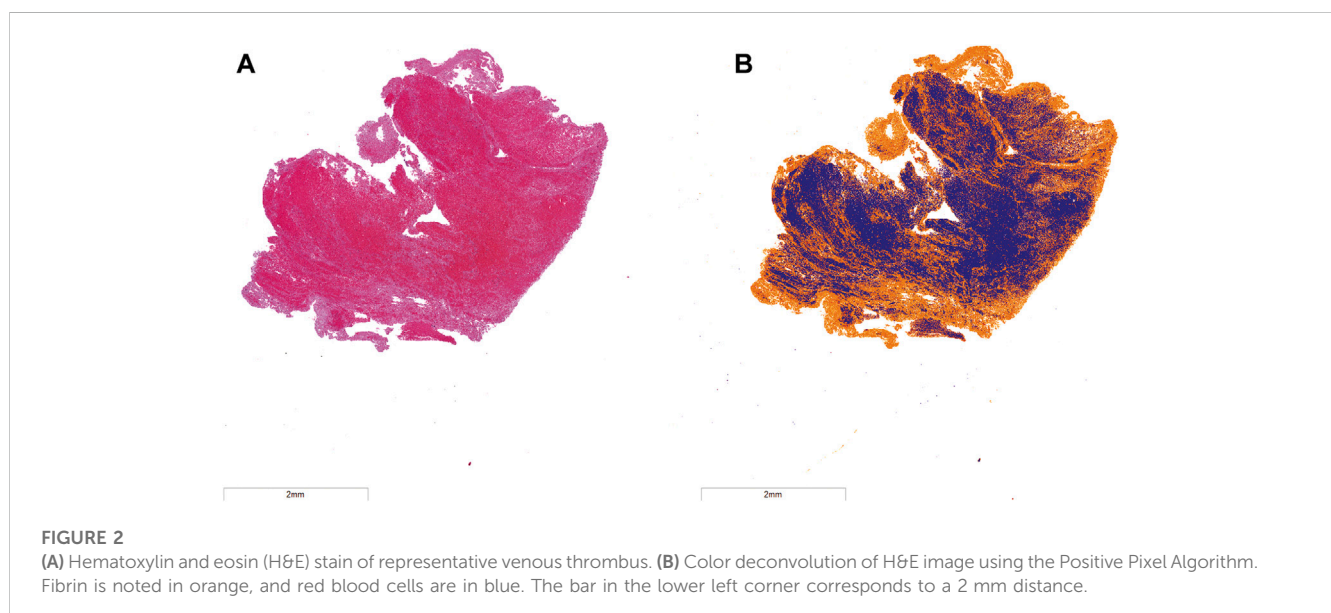 A
B
2mm
2mm
FIGURE 2
(A) Hematoxylin and eosin (H&E) stain of representative venous thrombus. (B) Color deconvolution of H&E image using the Positive Pixel Algorithm.
Fibrin is noted in orange, and red blood cells are in blue. The bar in the lower left corner corresponds to a 2 mm distance.